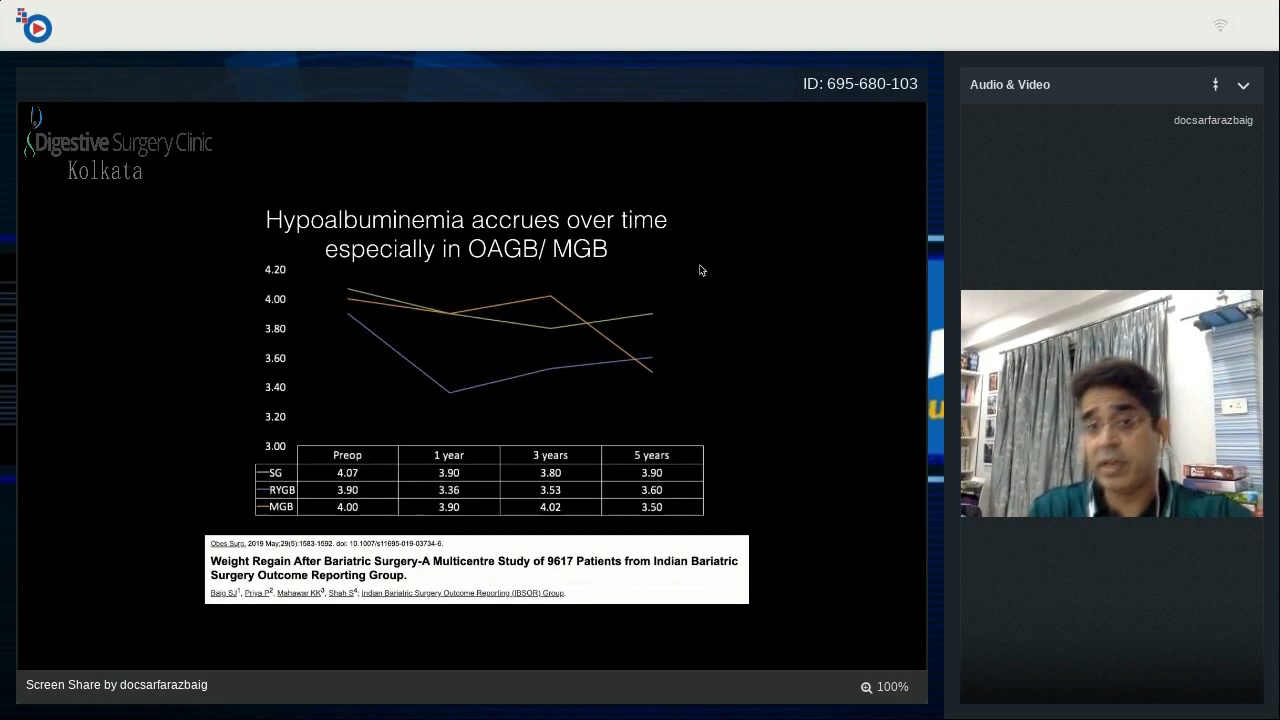 ID: 695-680-103
Audio & Video
docsarfarazbaig
Digestive Surgery Clinic
Kolkata
Hypoalbuminemia accrues over time
especially in OAGB/ MGB
4.20
4.00
3.80
3.60
3.40
3.20
3.00
Preop 1 year 3 years 5 years
SG 4.07 3.90 3.80 3.90
RYGB 3.90 3.36 3.53 3.60
MGB 4.00 3.90 4.02 3.50
Obes Surg. 2019 May;29(5):1583-1592. doi: 10.1007/s11695-019-03734-6.
Weight Regain After Bariatric Surgery-A Multicentre Study of 9617 Patients from Indian Bariatric
Surgery Outcome Reporting Group.
Baig SJ1, Priya P2, Mahawar KK3, Shah S4; Indian Bariatric Surgery Outcome Reporting (IBSOR) Group.
Screen Share by docsarfarazbaig
100%